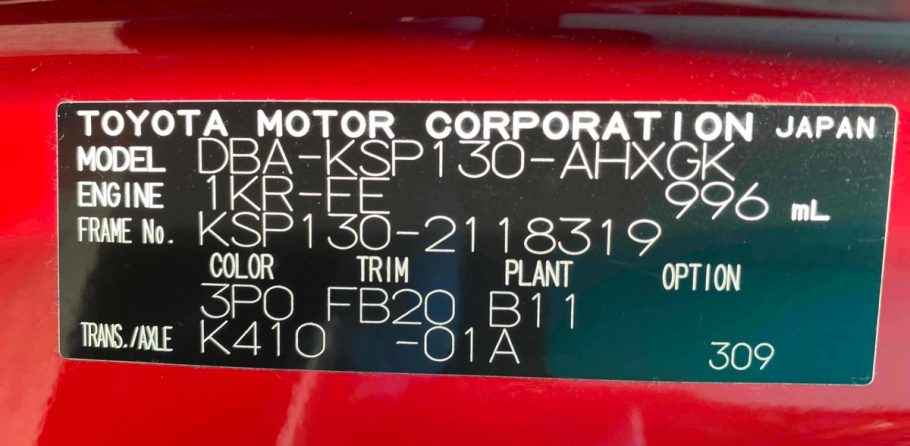 TOYOTA MOTOR CORPORATION JAPAN
MODEL DBA-KSP130-AHXGK
ENGINE 1KR-FE 996 mL
FRAME No. KSP130-2118319
COLOR TRIM PLANT OPTION
3P0 FB20 B11
TRANS./AXLE K410 -01A 309